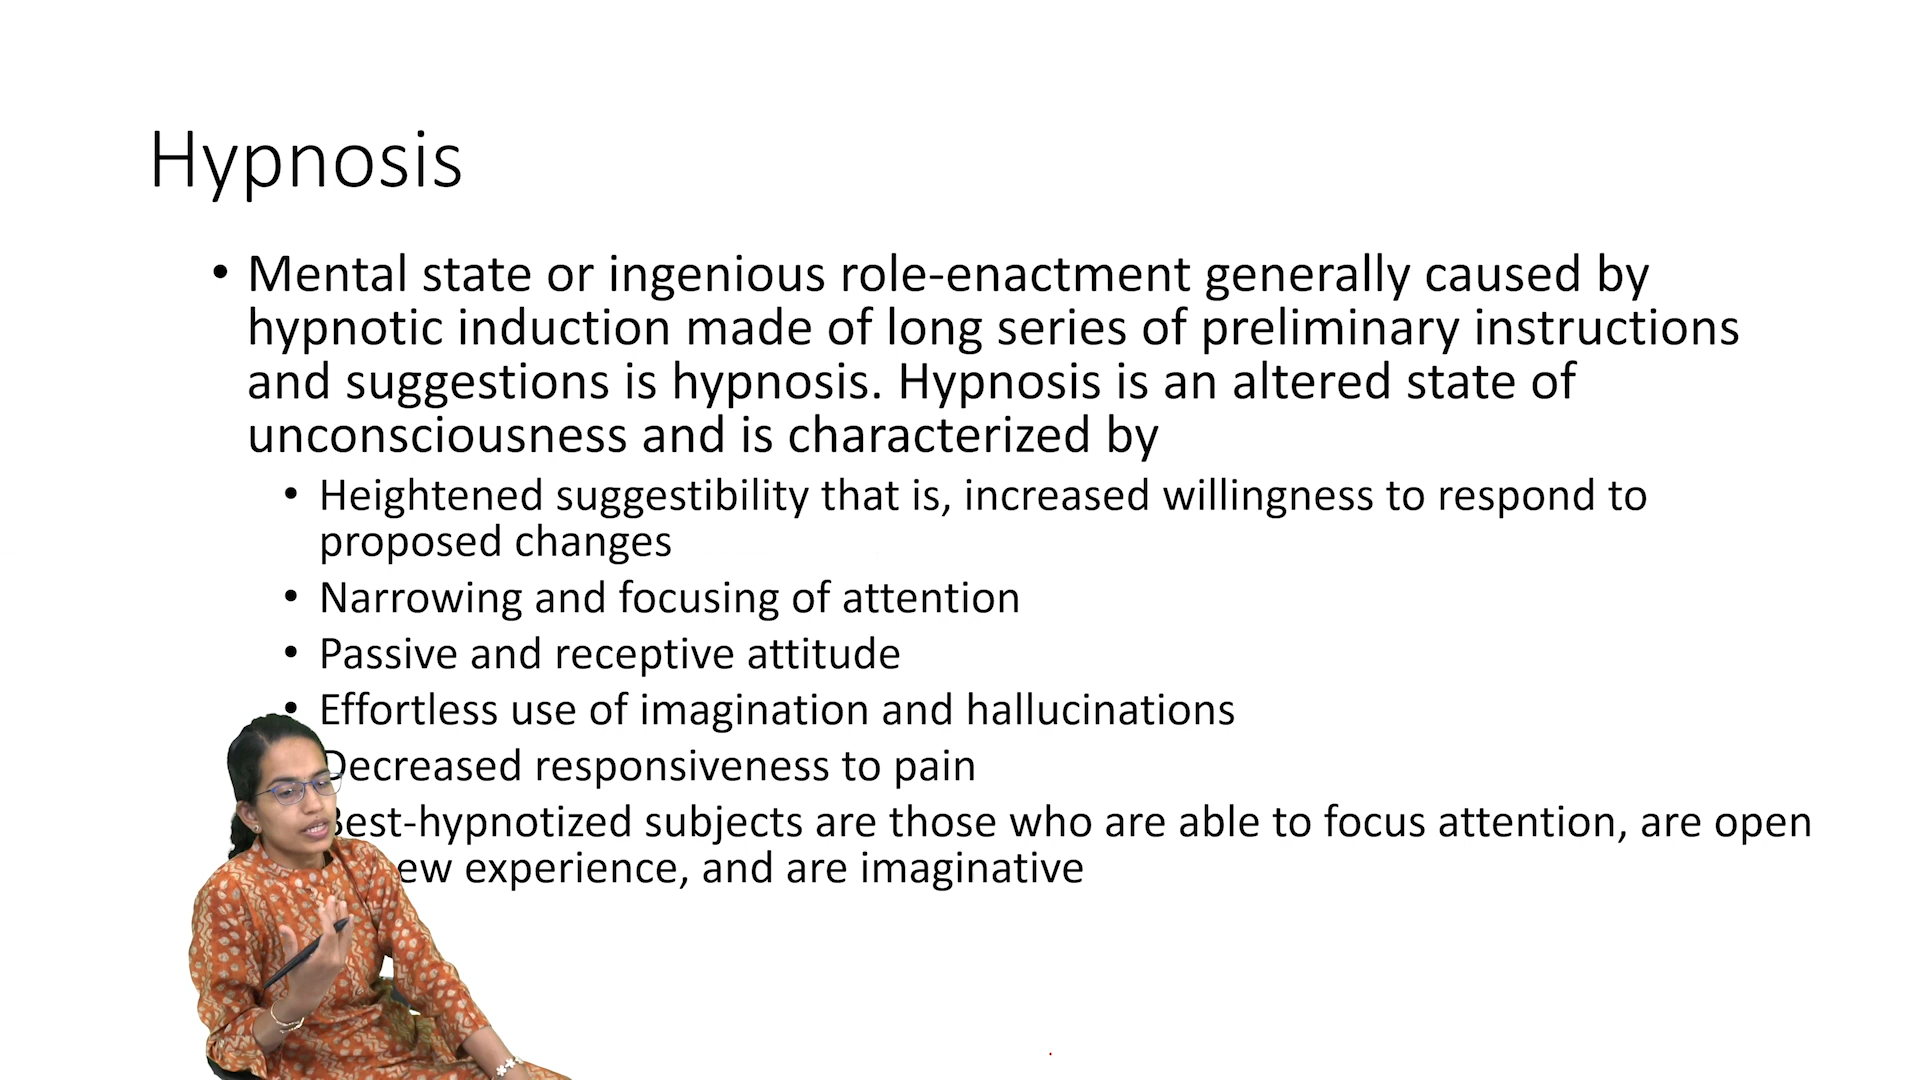 Hypnosis
• Mental state or ingenious role-enactment generally caused by
hypnotic induction made of long series of preliminary instructions
and suggestions is hypnosis. Hypnosis is an altered state of
unconsciousness and is characterized by
• Heightened suggestibility that is, increased willingness to respond to
proposed changes
• Narrowing and focusing of attention
• Passive and receptive attitude
• Effortless use of imagination and hallucinations
Decreased responsiveness to pain
Best-hypnotized subjects are those who are able to focus attention, are open
experience, and are imaginative